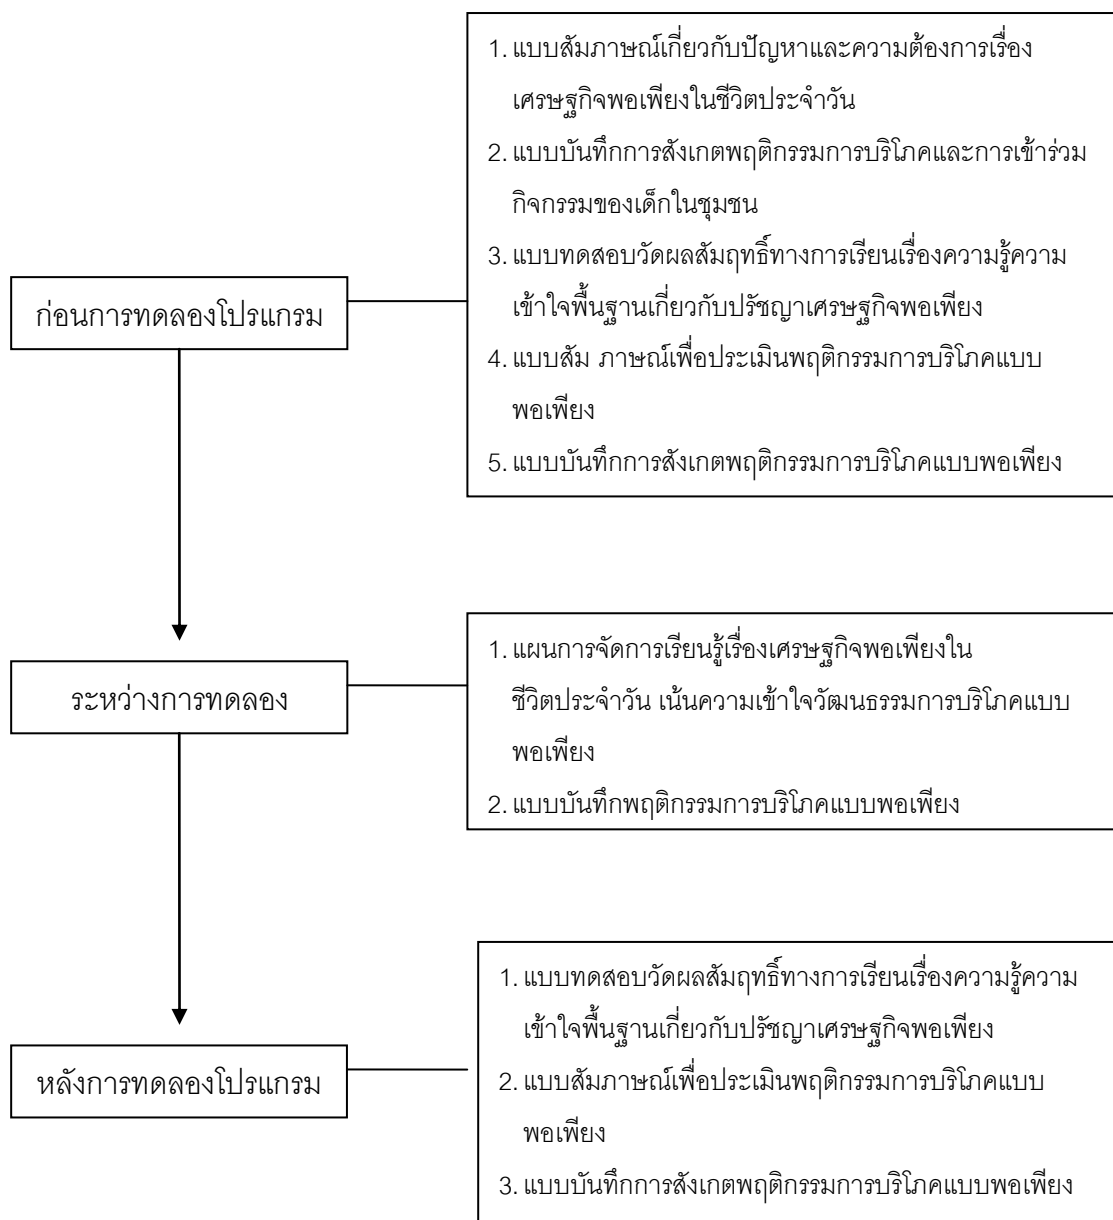 1. แบบสัมภาษณ์เกี่ยวกับปัญหาและความต้องการเรื่อง
เศรษฐกิจพอเพียงในชีวิตประจำวัน
2. แบบบันทึกการสังเกตพฤติกรรมการบริโภคและการเข้าร่วม
กิจกรรมของเด็กในชุมชน
3. แบบทดสอบวัดผลสัมฤทธิ์ทางการเรียนเรื่องความรู้ความ
เข้าใจพื้นฐานเกี่ยวกับปรัชญาเศรษฐกิจพอเพียง
4. แบบสัม ภาษณ์เพื่อประเมินพฤติกรรมการบริโภคแบบ
พอเพียง
5. แบบบันทึกการสังเกตพฤติกรรมการบริโภคแบบพอเพียง
ก่อนการทดลองโปรแกรม
1. แผนการจัดการเรียนรู้เรื่องเศรษฐกิจพอเพียงใน
ชีวิตประจำวัน เน้นความเข้าใจวัฒนธรรมการบริโภคแบบ
พอเพียง
2. แบบบันทึกพฤติกรรมการบริโภคแบบพอเพียง
ระหว่างการทดลอง
1. แบบทดสอบวัดผลสัมฤทธิ์ทางการเรียนเรื่องความรู้ความ
เข้าใจพื้นฐานเกี่ยวกับปรัชญาเศรษฐกิจพอเพียง
2. แบบสัมภาษณ์เพื่อประเมินพฤติกรรมการบริโภคแบบ
พอเพียง
3. แบบบันทึกการสังเกตพฤติกรรมการบริโภคแบบพอเพียง
หลังการทดลองโปรแกรม